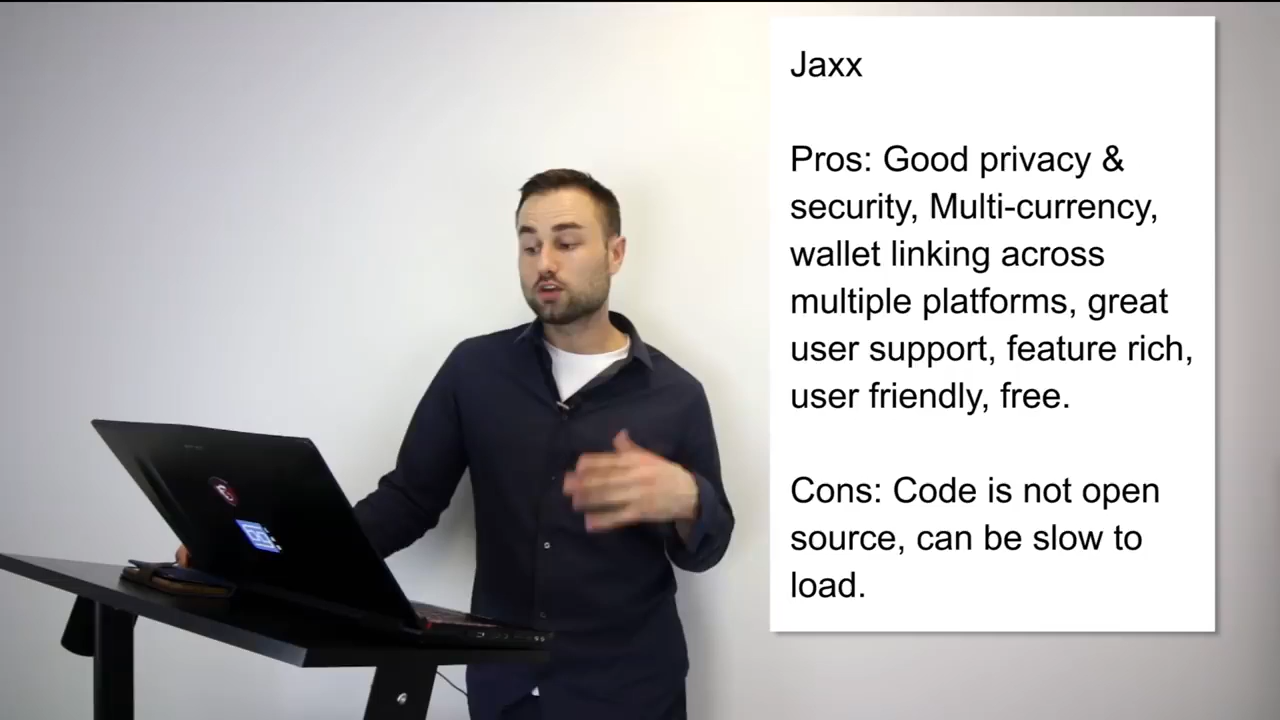 Jaxx
Pros: Good privacy &
security, Multi-currency,
wallet linking across
multiple platforms, great
user support, feature rich,
user friendly, free.
Cons: Code is not open
source, can be slow to
load.